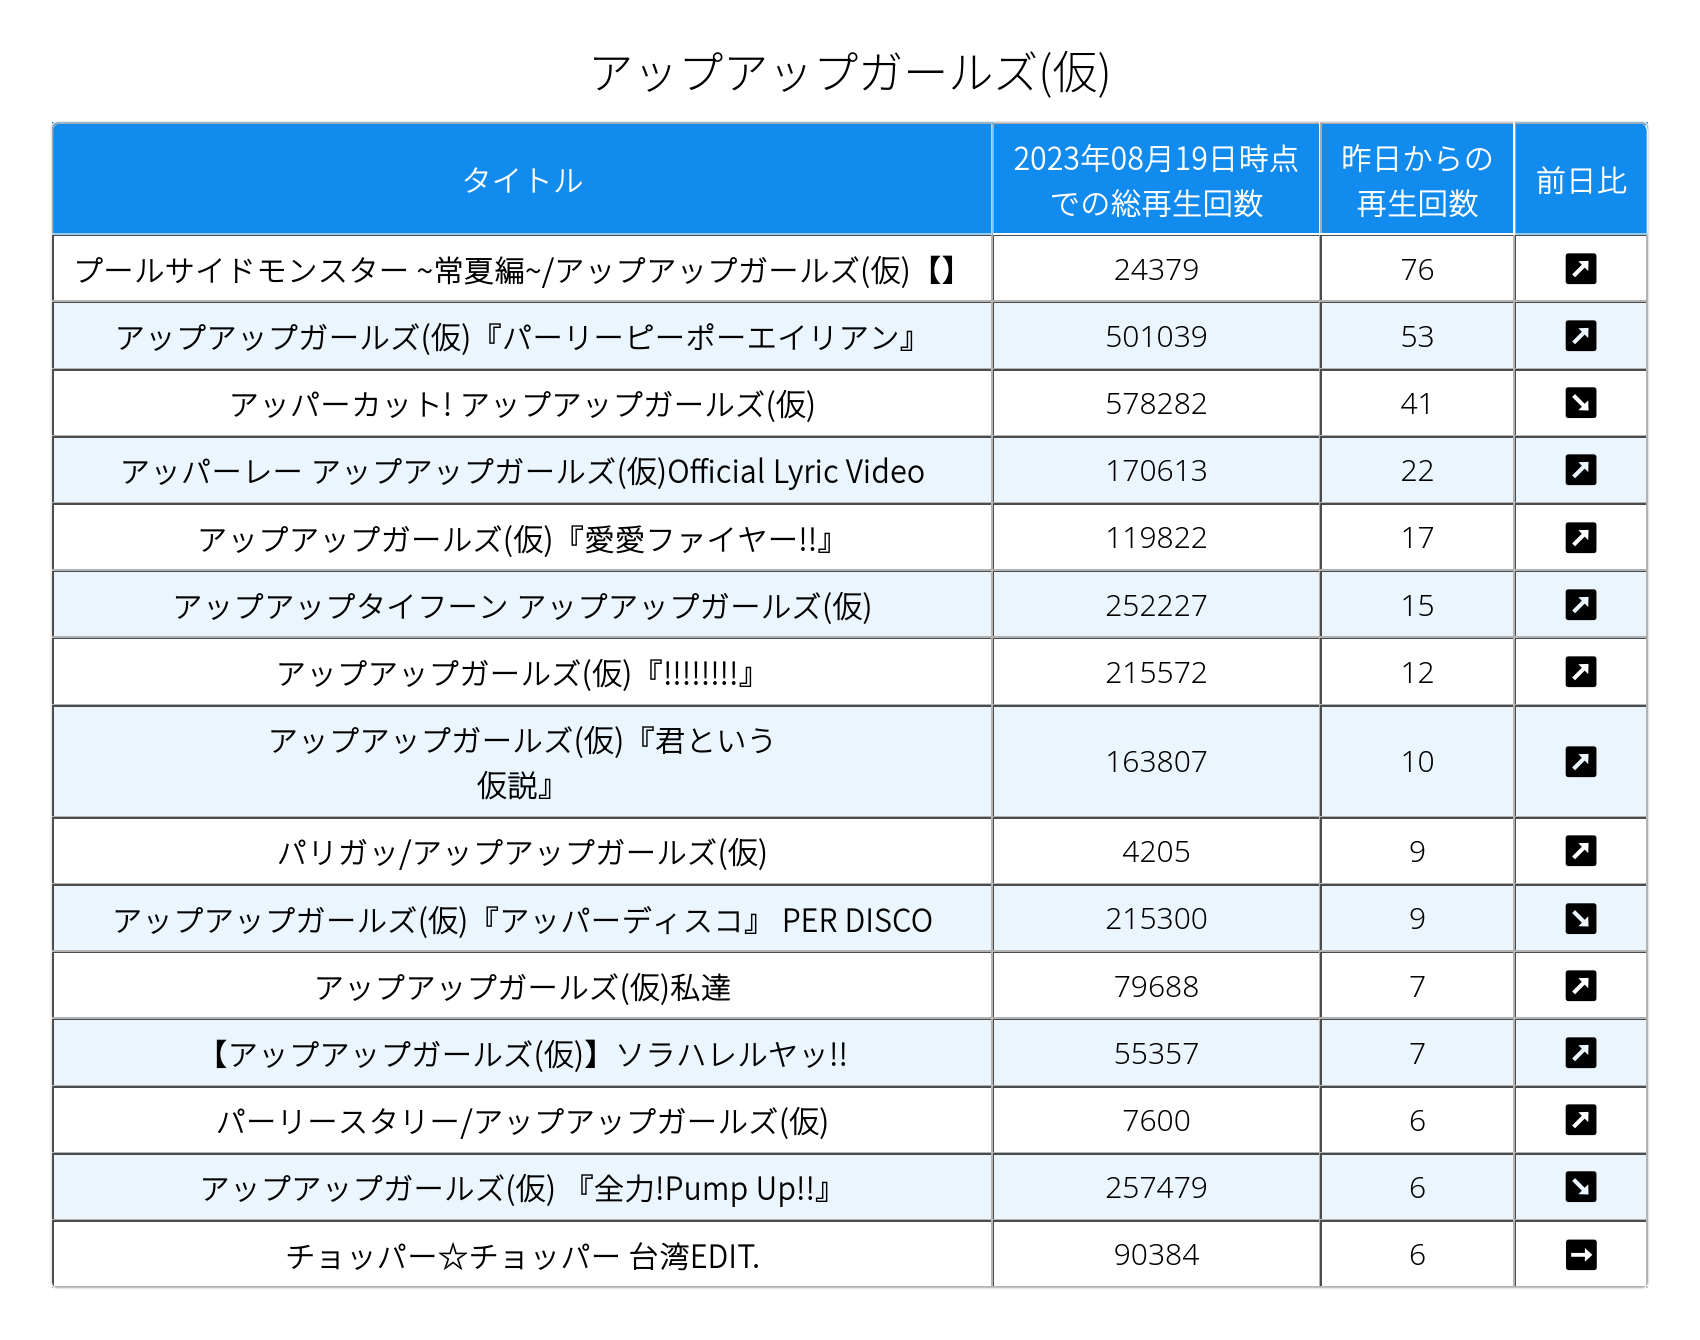 アップアップガールズ(仮)
タイトル
2023年08月19日時点
での総再生回数
昨日からの
再生回数
前日比
プールサイドモンスター ~常夏編~/アップアップガールズ(仮)【】 24379 76
アップアップガールズ(仮)『パーリーピーポーエイリアン』 501039 53
アッパーカット! アップアップガールズ(仮) 578282 41
アッパーレー アップアップガールズ(仮)Official Lyric Video 170613 22
アップアップガールズ(仮)『愛愛ファイヤー!!』 119822 17
アップアップタイフーン アップアップガールズ(仮) 252227 15
アップアップガールズ(仮)『!!!!!!!!』 215572 12
アップアップガールズ(仮)『君という
仮説』 163807 10
パリガッ/アップアップガールズ(仮) 4205 9
アップアップガールズ(仮)『アッパーディスコ』 PER DISCO 215300 9
アップアップガールズ(仮)私達 79688 7
【アップアップガールズ(仮)】ソラハレルヤッ!! 55357 7
パーリースタリー/アップアップガールズ(仮) 7600 6
アップアップガールズ(仮) 『全力!Pump Up!!』 257479 6
チョッパー☆チョッパー 台湾EDIT. 90384 6